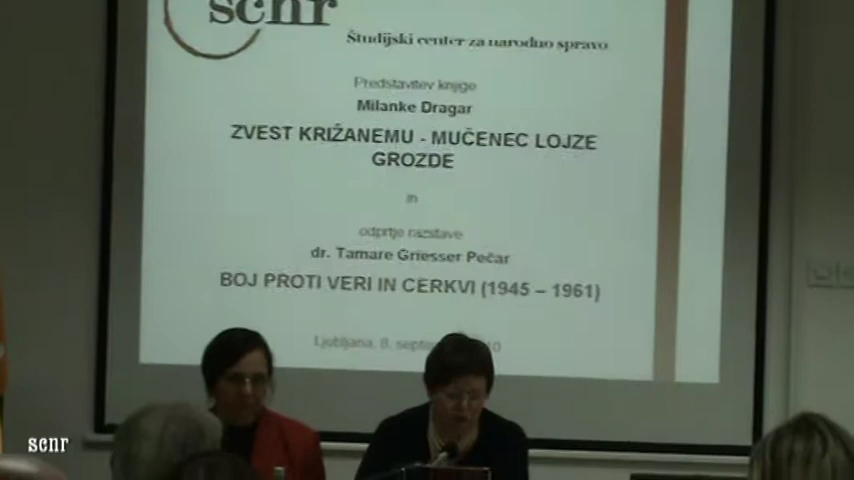 scnr
Študijski center za narodno spravo
Predstavitev knjige
Milanke Dragar
ZVEST KRIŽANEMU - MUČENEC LOJZE
GROZDE
in
odprtje razstave
dr. Tamare Griesser Pečar
BOJ PROTI VERI IN CERKVI (1945 – 1961)
Ljubljana, 8.
scnr